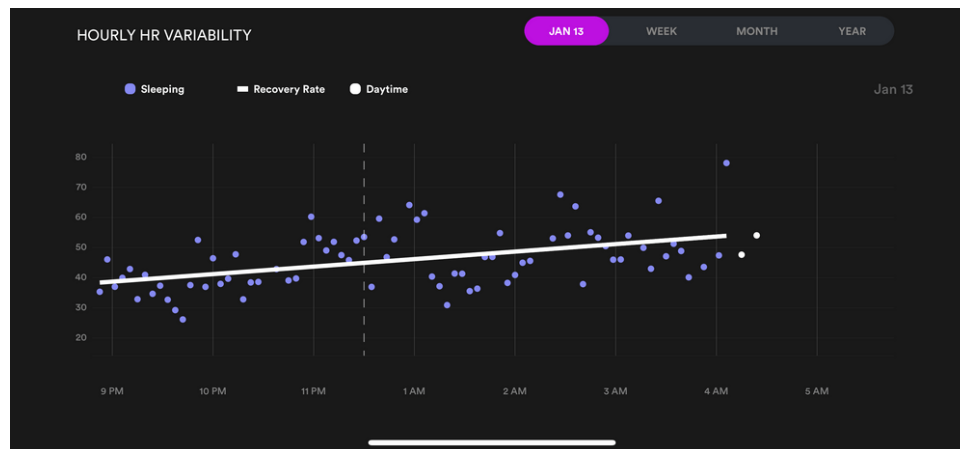 HOURLY HR VARIABILITY
JAN 13 WEEK MONTH YEAR
Sleeping Recovery Rate Daytime
Jan 13
80
70
60
50
40
30
20
9 PM 10 PM 11 PM 1 AM 2 AM 3 AM 4 AM 5 AM